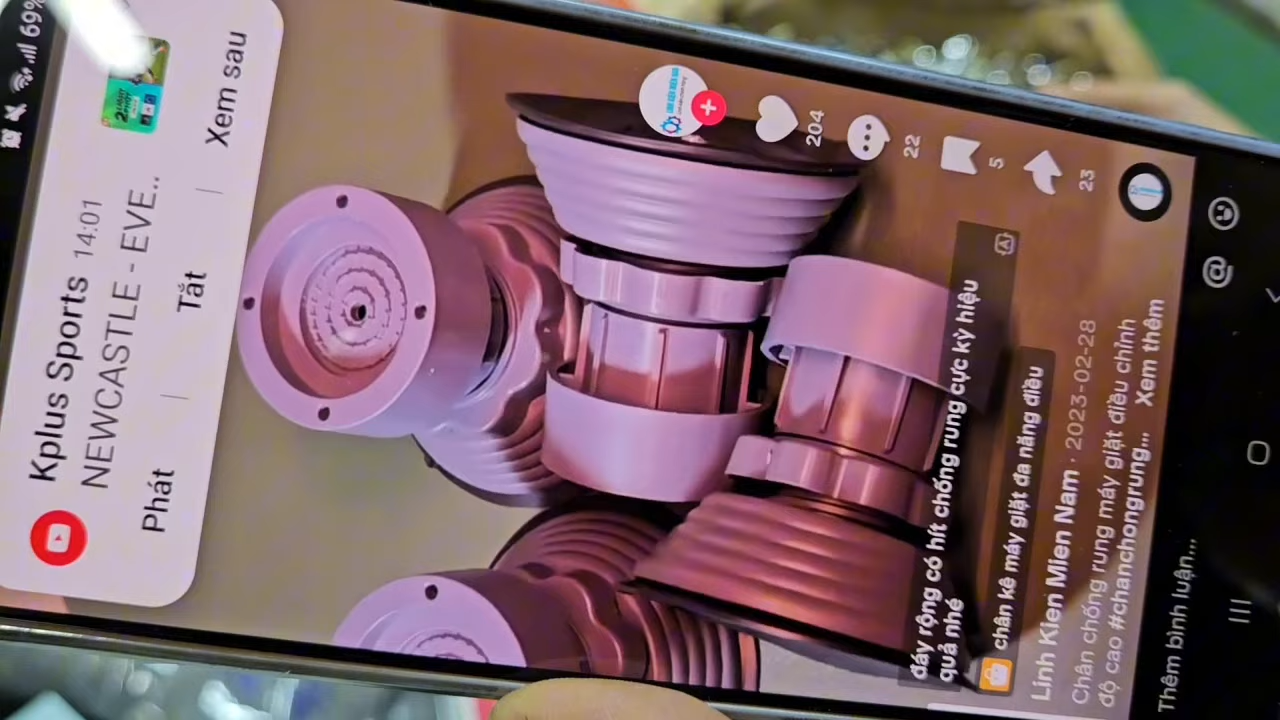 69%
Kplus Sports 14:01
NEWCASTLE - EVE..
Phát | Tắt | Xem sau
204
22
5
23
đáy rộng có hít chống rung cực kỳ hiệu
quả nhé
chân kê máy giặt đa năng điều
Linh Kien Mien Nam · 2023-02-28
Chân chống rung máy giặt điều chỉnh
độ cao #chanchongrung... Xem thêm
Thêm bình luận...
@